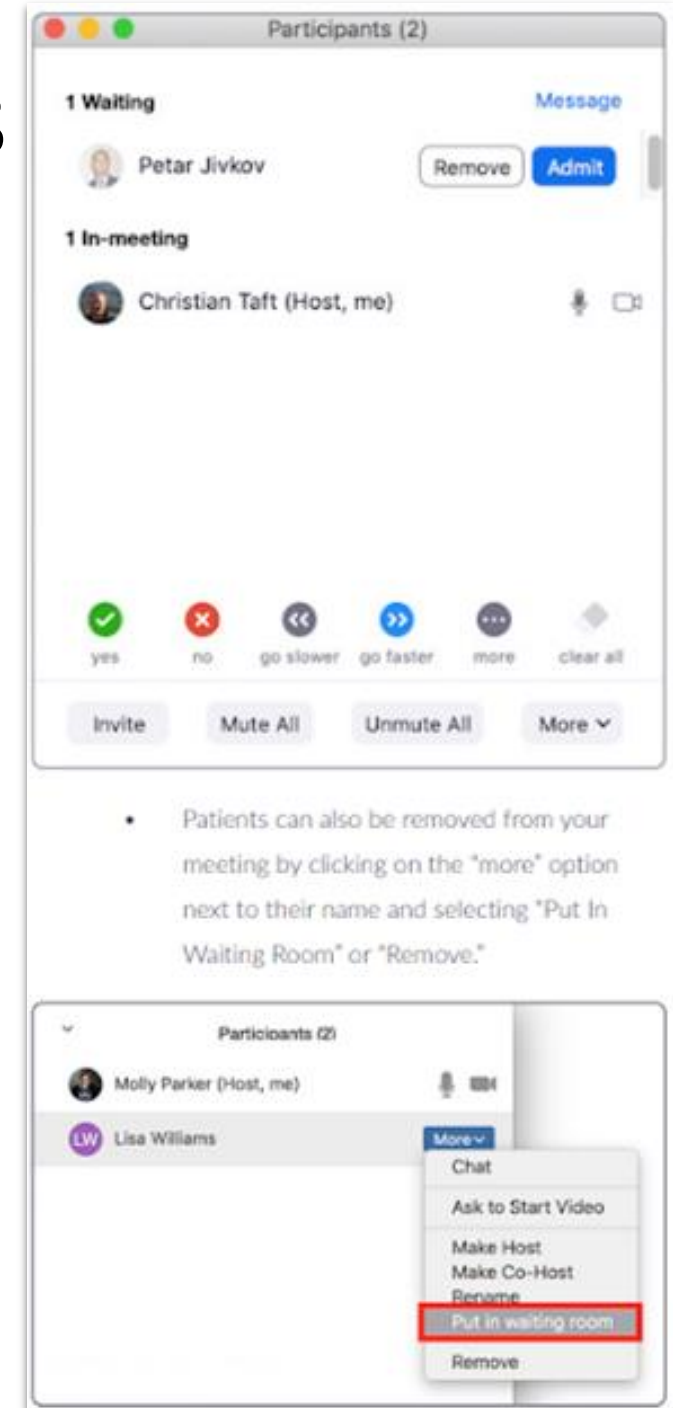 Participants (2)
1 Waiting
Message
Petar Jivkov
Remove
Admit
1 In-meeting
Christian Taft (Host, me)
yes
no
go slower
go faster
more
clear all
Invite
Mute All
Unmute All
More
• Patients can also be removed from your
meeting by clicking on the "more" option
next to their name and selecting "Put In
Waiting Room" or "Remove."
Participants (2)
Molly Parker (Host, me)
LW
Lisa Williams
More
Chat
Ask to Start Video
Make Host
Make Co-Host
Rename
Put in waiting room
Remove